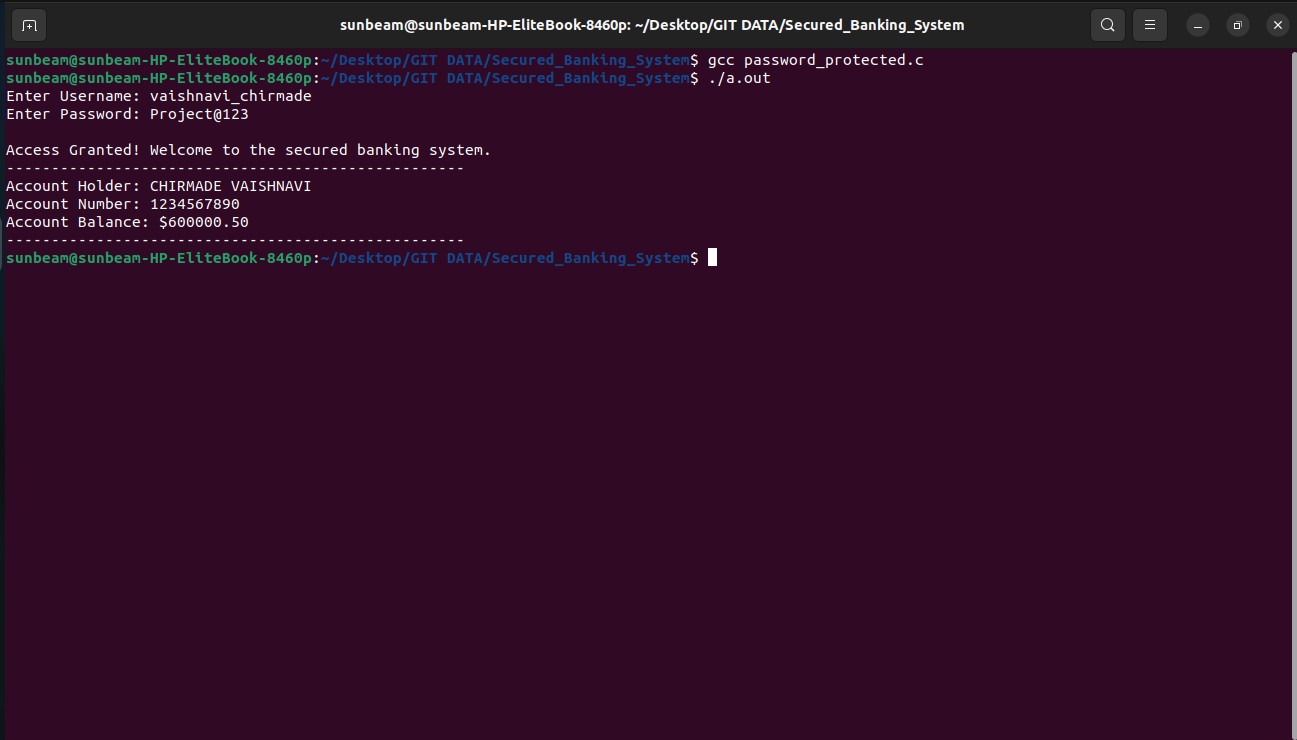 sunbeam@sunbeam-HP-EliteBook-8460p: ~/Desktop/GIT DATA/Secured_Banking_System
sunbeam@sunbeam-HP-EliteBook-8460p:~/Desktop/GIT DATA/Secured_Banking_System$ gcc password_protected.c
sunbeam@sunbeam-HP-EliteBook-8460p:~/Desktop/GIT DATA/Secured_Banking_System$ ./a.out
Enter Username: vaishnavi_chirmade
Enter Password: Project@123
Access Granted! Welcome to the secured banking system.
---------------------------------------------------
Account Holder: CHIRMADE VAISHNAVI
Account Number: 1234567890
Account Balance: $600000.50
---------------------------------------------------
sunbeam@sunbeam-HP-EliteBook-8460p:~/Desktop/GIT DATA/Secured_Banking_System$